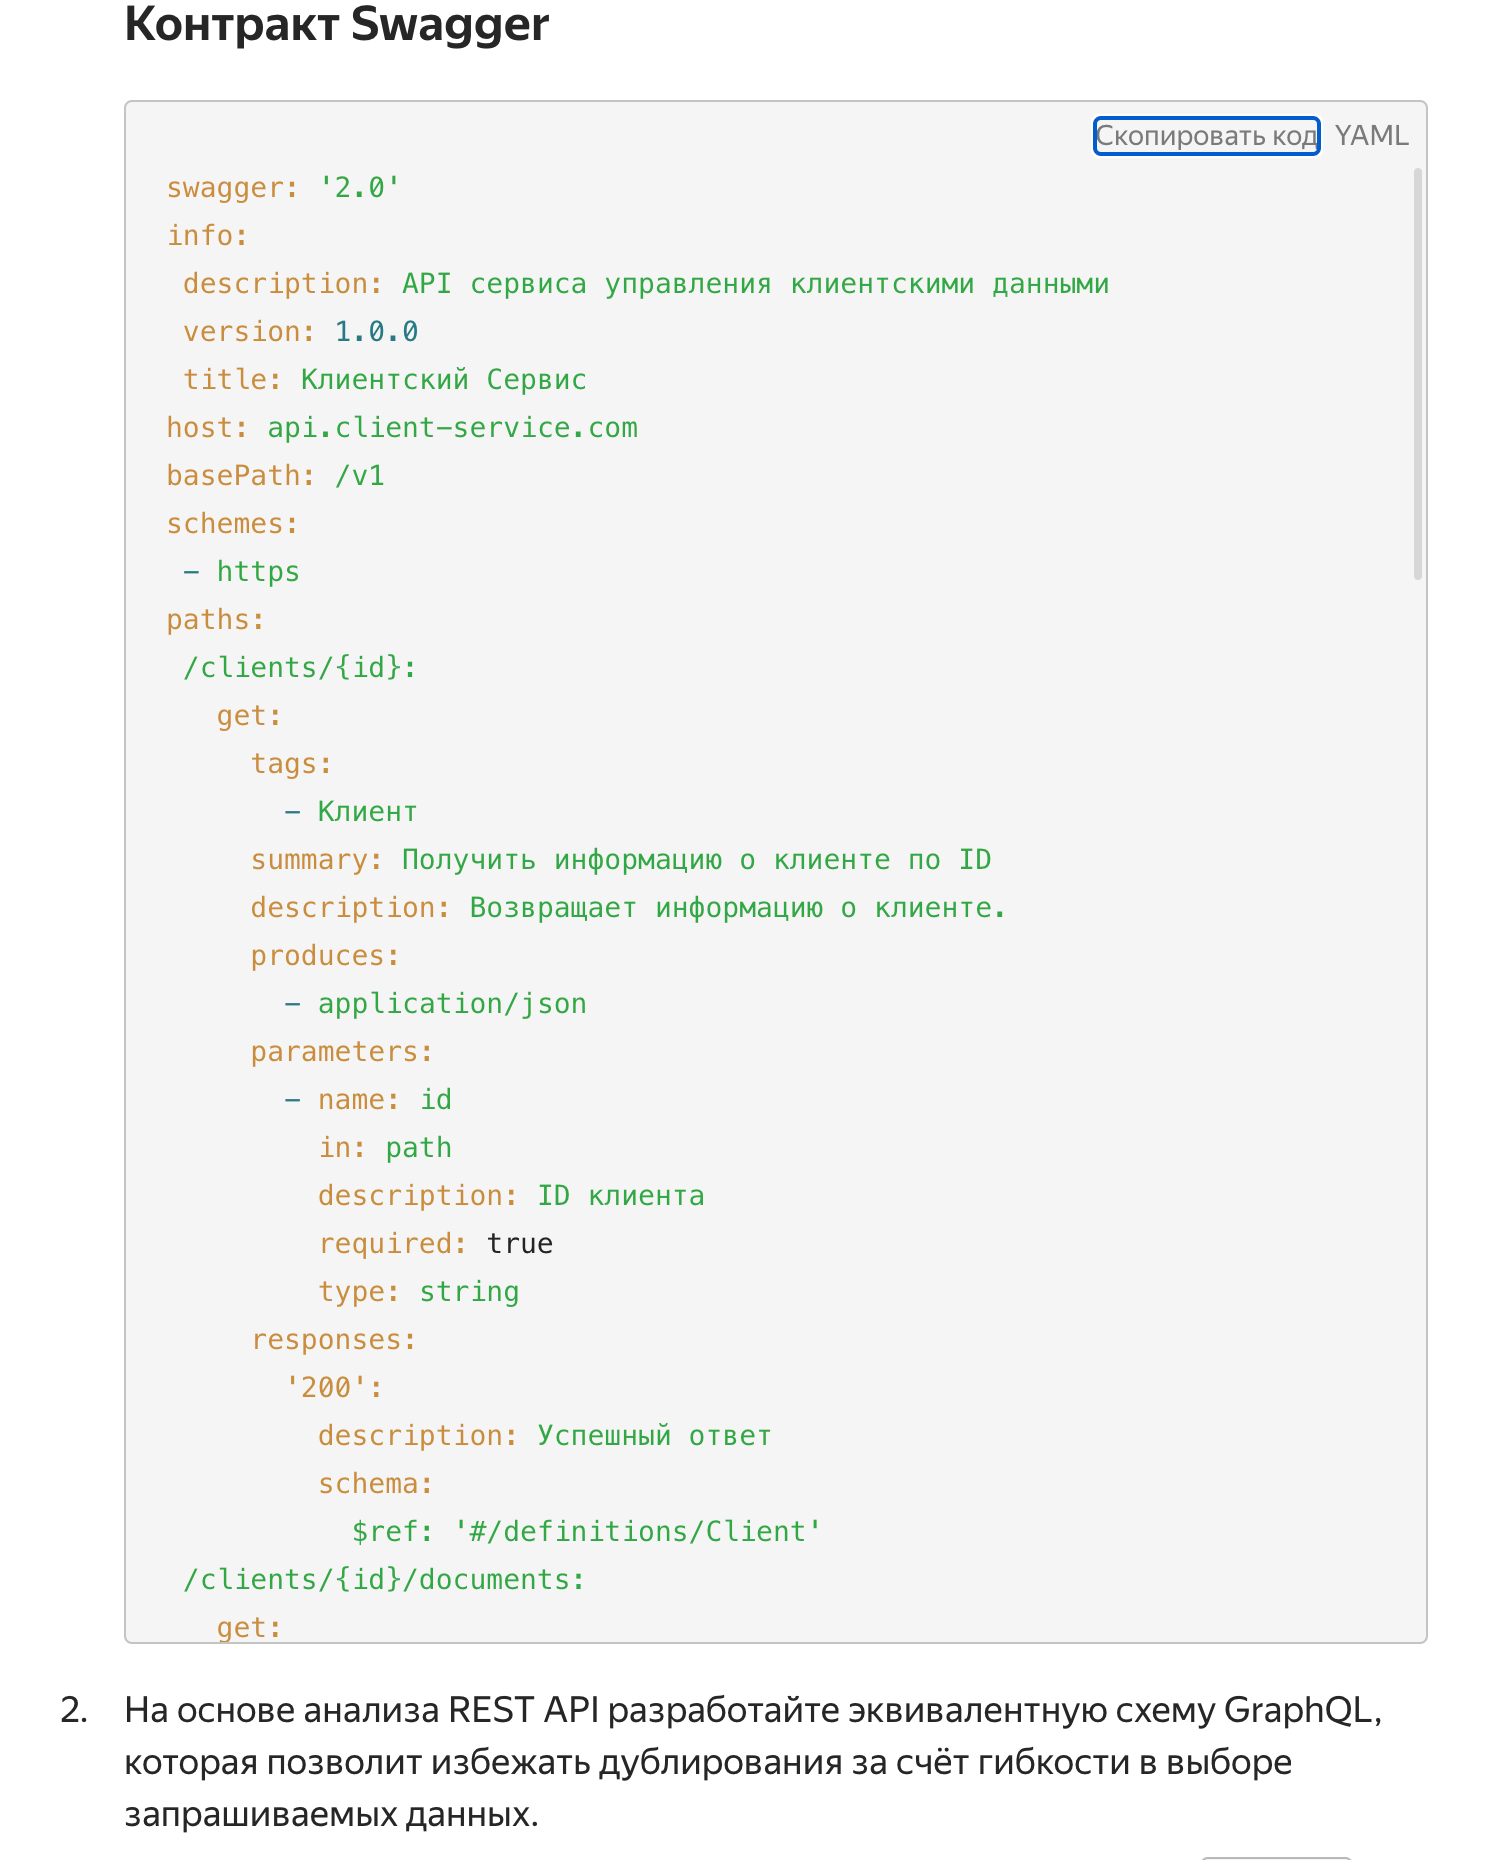 Контракт Swagger
Скопировать код YAML
swagger: '2.0'
info:
 description: API сервиса управления клиентскими данными
 version: 1.0.0
 title: Клиентский Сервис
host: api.client-service.com
basePath: /v1
schemes:
 - https
paths:
 /clients/{id}:
   get:
     tags:
       - Клиент
     summary: Получить информацию о клиенте по ID
     description: Возвращает информацию о клиенте.
     produces:
       - application/json
     parameters:
       - name: id
         in: path
         description: ID клиента
         required: true
         type: string
     responses:
       '200':
         description: Успешный ответ
         schema:
           $ref: '#/definitions/Client'
 /clients/{id}/documents:
   get:
2. На основе анализа REST API разработайте эквивалентную схему GraphQL,
которая позволит избежать дублирования за счёт гибкости в выборе
запрашиваемых данных.